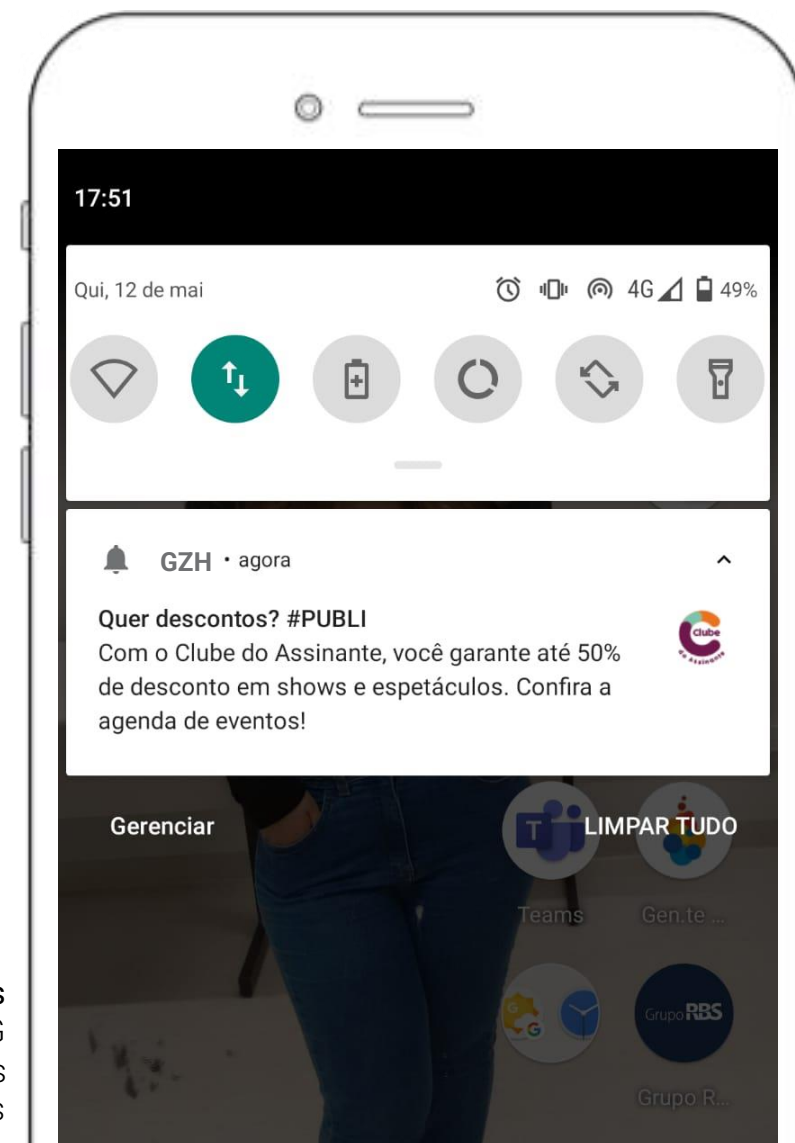 17:51
Qui, 12 de mai 4G 49%
GZH • agora
Quer descontos? #PUBLI
Com o Clube do Assinante, você garante até 50%
de desconto em shows e espetáculos. Confira a
agenda de eventos!
Clube
do Assinante
Gerenciar
LIMPAR TUDO
T
Teams
Gen.te ...
G
Grupo RBS
Grupo R...
s
G
s
s